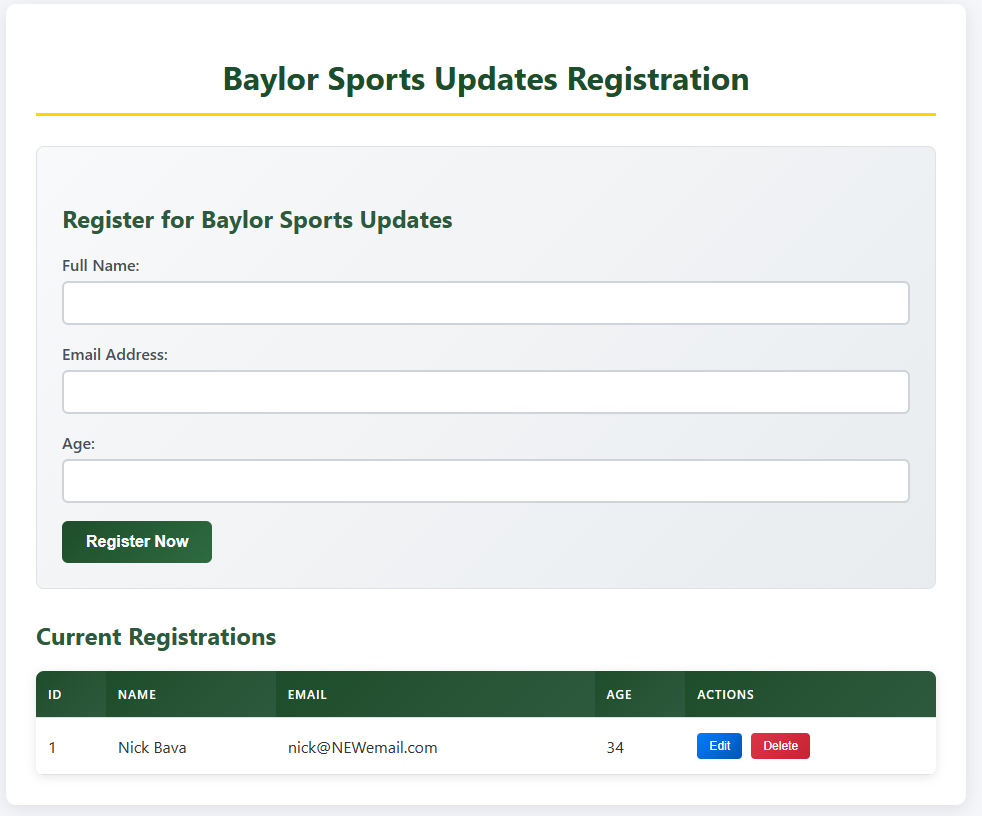 Baylor Sports Updates Registration
Register for Baylor Sports Updates
Full Name:
Email Address:
Age:
Register Now
Current Registrations
ID NAME EMAIL AGE ACTIONS
1 Nick Bava nick@NEWemail.com 34 Edit Delete